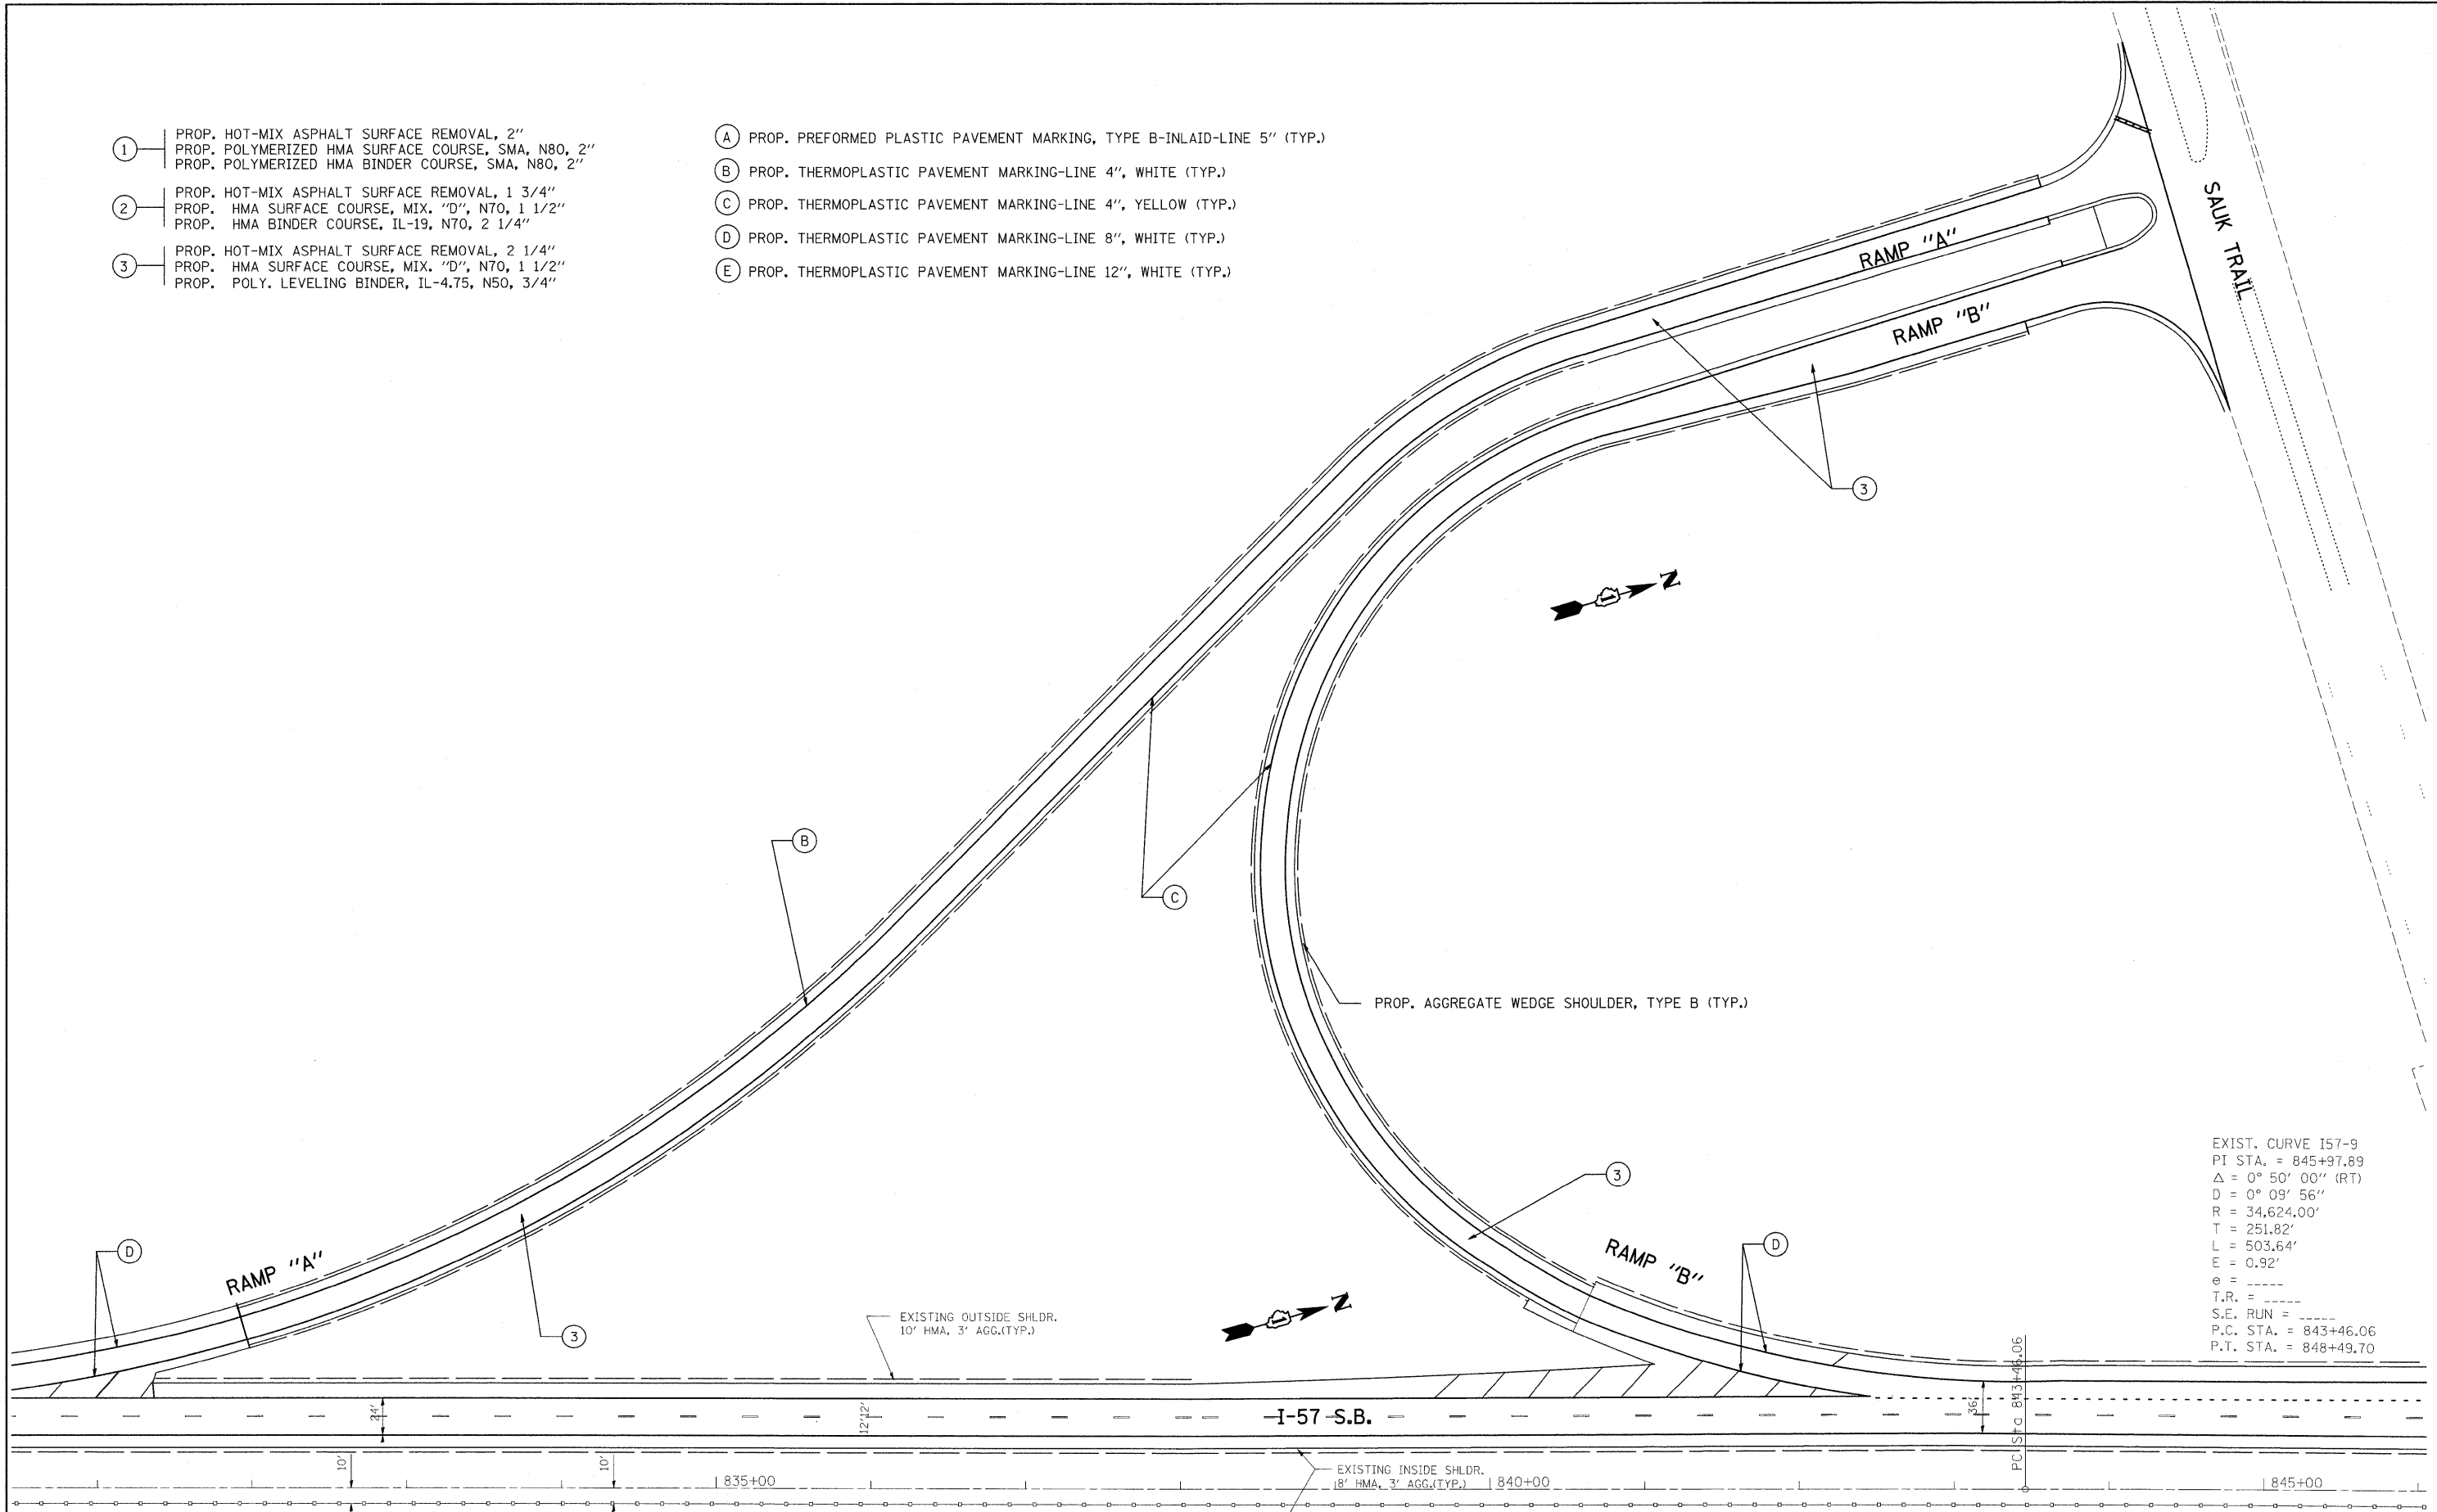 1
PROP. HOT-MIX ASPHALT SURFACE REMOVAL, 2"
PROP. POLYMERIZED HMA SURFACE COURSE, SMA, N80, 2"
PROP. POLYMERIZED HMA BINDER COURSE, SMA, N80, 2"
2
PROP. HOT-MIX ASPHALT SURFACE REMOVAL, 1 3/4"
PROP. HMA SURFACE COURSE, MIX. "D", N70, 1 1/2"
PROP. HMA BINDER COURSE, IL-19, N70, 2 1/4"
3
PROP. HOT-MIX ASPHALT SURFACE REMOVAL, 2 1/4"
PROP. HMA SURFACE COURSE, MIX. "D", N70, 1 1/2"
PROP. POLY. LEVELING BINDER, IL-4.75, N50, 3/4"
A PROP. PREFORMED PLASTIC PAVEMENT MARKING, TYPE B-INLAID-LINE 5" (TYP.)
B PROP. THERMOPLASTIC PAVEMENT MARKING-LINE 4", WHITE (TYP.)
C PROP. THERMOPLASTIC PAVEMENT MARKING-LINE 4", YELLOW (TYP.)
D PROP. THERMOPLASTIC PAVEMENT MARKING-LINE 8", WHITE (TYP.)
E PROP. THERMOPLASTIC PAVEMENT MARKING-LINE 12", WHITE (TYP.)
SAUK TRAIL
RAMP "A"
RAMP "B"
3
N
B
C
PROP. AGGREGATE WEDGE SHOULDER, TYPE B (TYP.)
EXIST. CURVE I57-9
PI STA. = 845+97.89
Δ = 0° 50' 00" (RT)
D = 0° 09' 56"
R = 34,624.00'
T = 251.82'
L = 503.64'
E = 0.92'
e = -----
T.R. = -----
S.E. RUN = -----
P.C. STA. = 843+46.06
P.T. STA. = 848+49.70
3
D
RAMP "B"
D
RAMP "A"
3
EXISTING OUTSIDE SHLDR.
10' HMA, 3' AGG.(TYP.)
N
24'
12'12'
I-57 S.B.
36'
PC Sta 843+46.06
10'
10'
EXISTING INSIDE SHLDR.
8' HMA, 3' AGG.(TYP.)
835+00
840+00
845+00